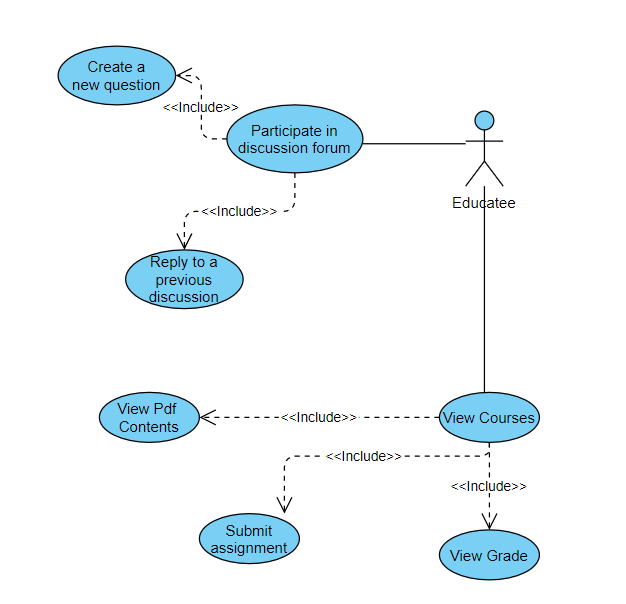 Create a
new question
<<Include>>
Participate in
discussion forum
Educatee
<<Include>>
Reply to a
previous
discussion
View Pdf
Contents
<<Include>>
View Courses
<<Include>>
<<Include>>
Submit
assignment
View Grade